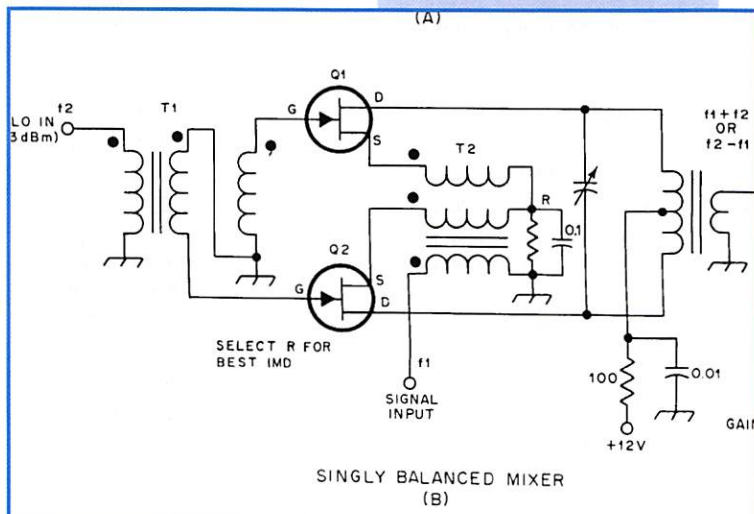 (A)
Q1
f2
T1
G
D
LO IN
3dBm)
S
T2
f1+f2
OR
f2-f1
R
0.1
Q2
G
S
D
SELECT R FOR
BEST IMD
f1
SIGNAL
INPUT
100
0.01
GAIN
+12V
SINGLY BALANCED MIXER
(B)